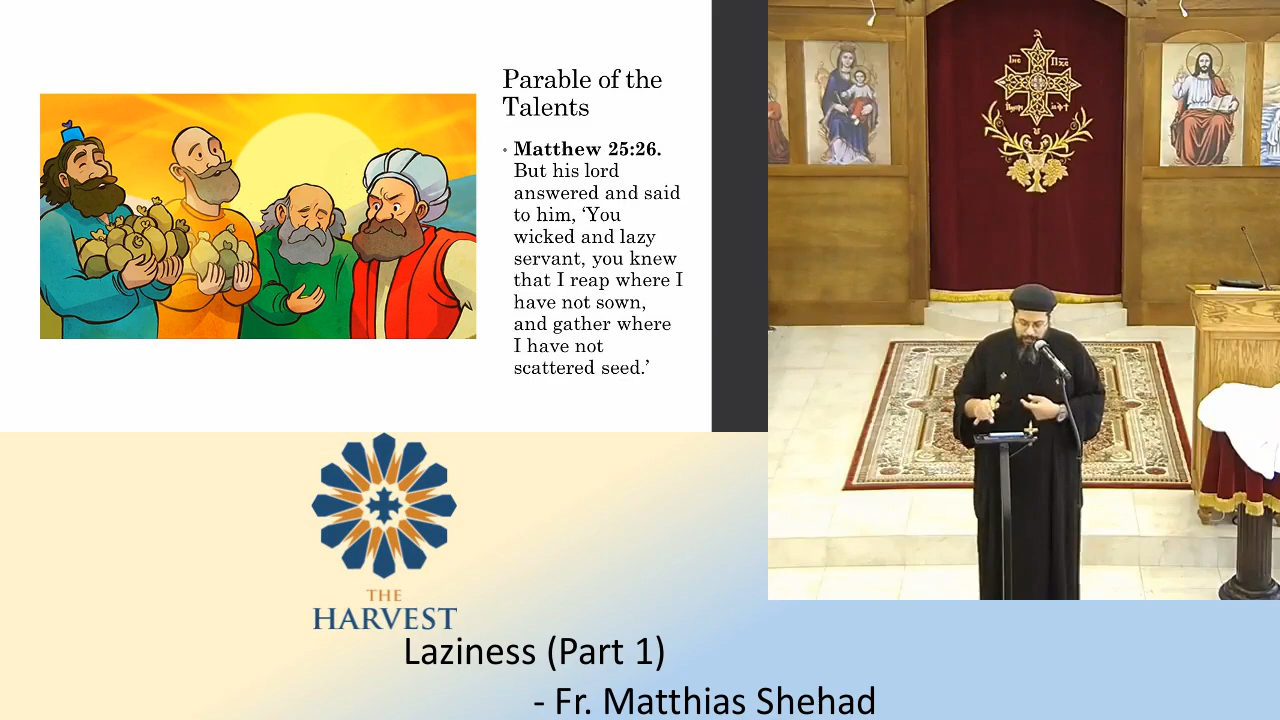 Parable of the
Talents
• Matthew 25:26.
But his lord
answered and said
to him, ‘You
wicked and lazy
servant, you knew
that I reap where I
have not sown,
and gather where
I have not
scattered seed.’
THE
HARVEST
Laziness (Part 1)
- Fr. Matthias Shehad